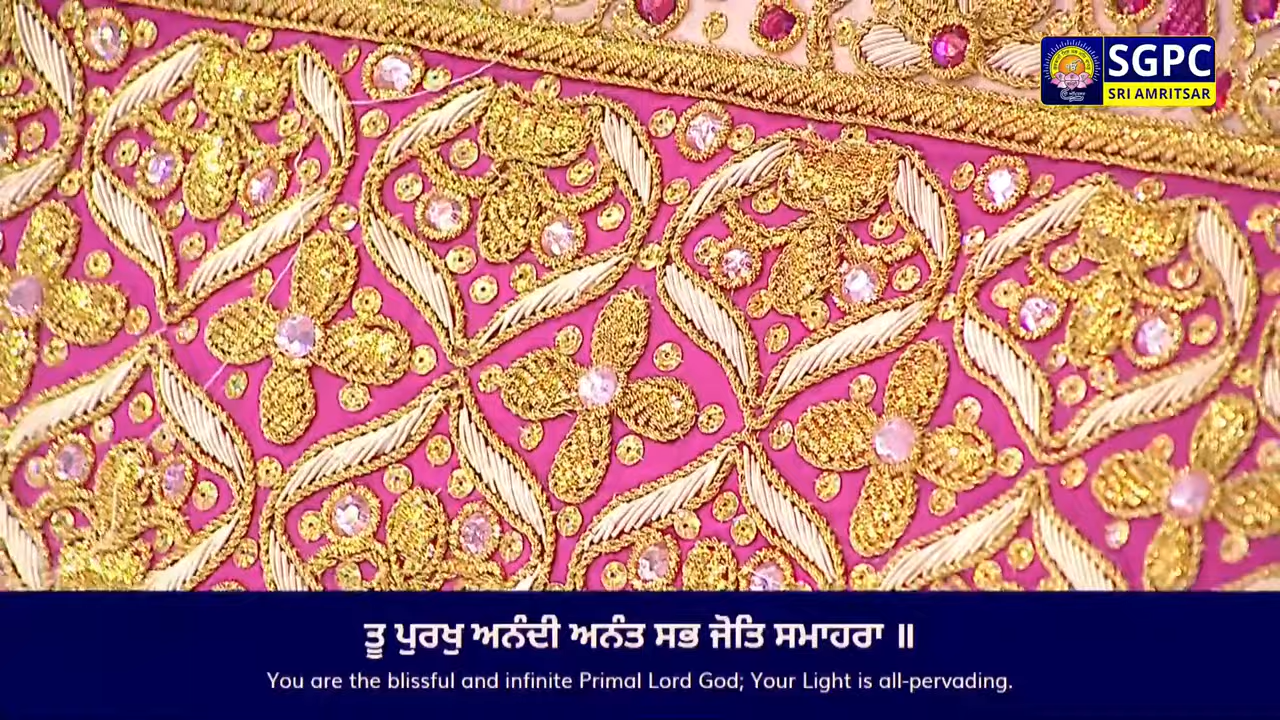 SGPC
SRI AMRITSAR
ਤੂ ਪੁਰਖੁ ਅਨੰਦੀ ਅਨੰਤ ਸਭ ਜੋਤਿ ਸਮਾਹਰਾ ॥
You are the blissful and infinite Primal Lord God; Your Light is all-pervading.